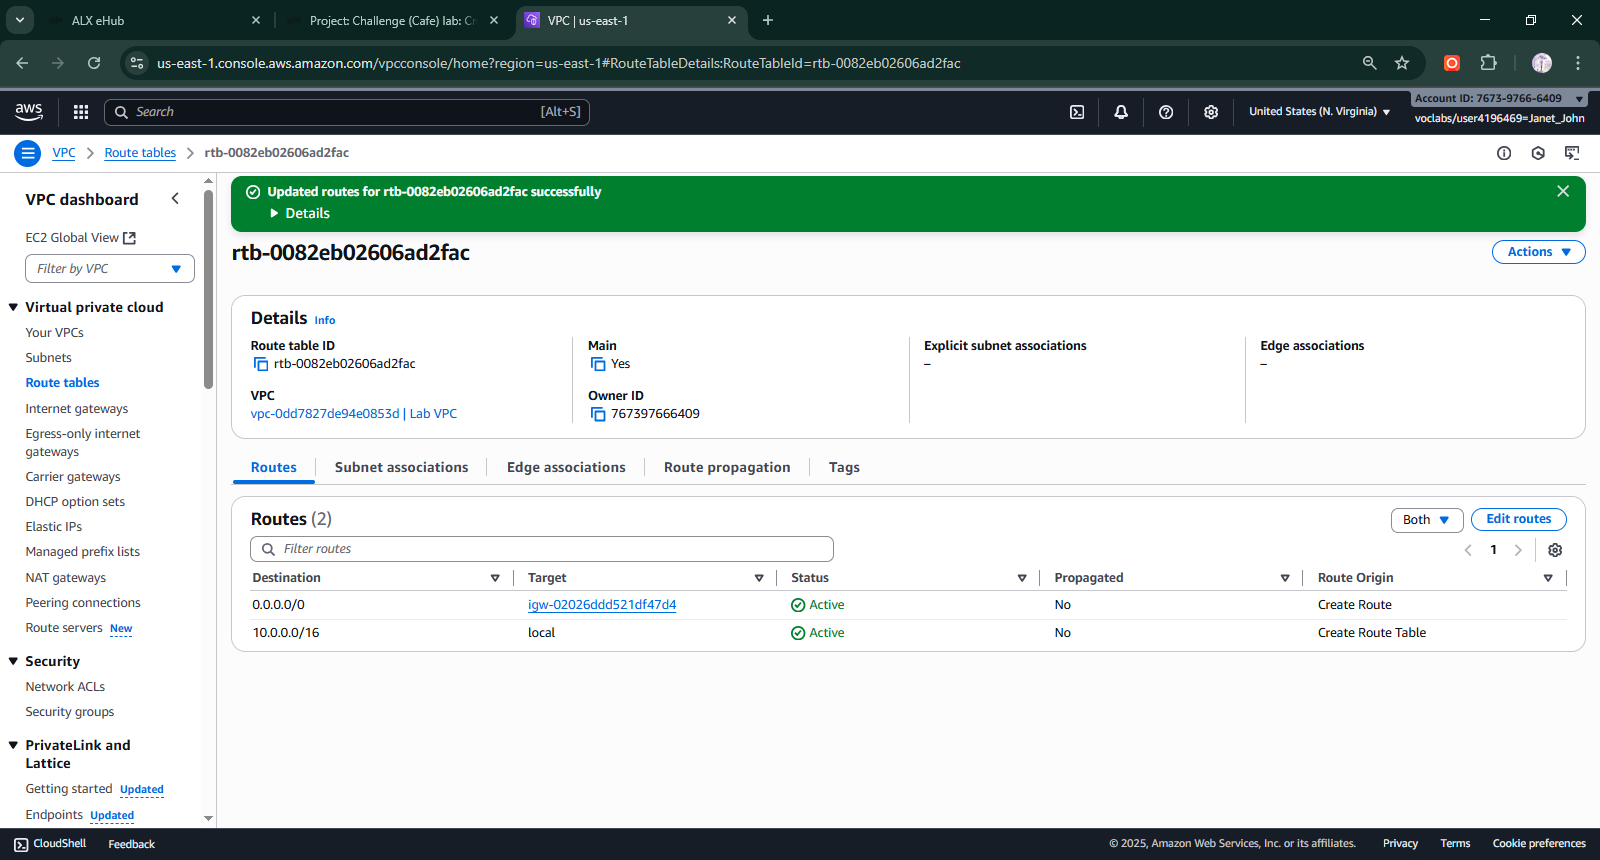 ALX eHub
Project: Challenge (Cafe) lab: Cr
VPC | us-east-1
us-east-1.console.aws.amazon.com/vpcconsole/home?region=us-east-1#RouteTableDetails:RouteTableId=rtb-0082eb02606ad2fac
aws
Search
[Alt+S]
United States (N. Virginia)
Account ID: 7673-9766-6409
voclabs/user4196469=Janet_John
VPC
Route tables
rtb-0082eb02606ad2fac
VPC dashboard
EC2 Global View
Filter by VPC
Virtual private cloud
Your VPCs
Subnets
Route tables
Internet gateways
Egress-only internet
gateways
Carrier gateways
DHCP option sets
Elastic IPs
Managed prefix lists
NAT gateways
Peering connections
Route servers New
Security
Network ACLs
Security groups
PrivateLink and
Lattice
Getting started Updated
Endpoints Updated
Updated routes for rtb-0082eb02606ad2fac successfully
Details
rtb-0082eb02606ad2fac
Actions
Details Info
Route table ID
rtb-0082eb02606ad2fac
Main
Yes
Explicit subnet associations
–
Edge associations
–
VPC
vpc-0dd7827de94e0853d | Lab VPC
Owner ID
767397666409
Routes
Subnet associations
Edge associations
Route propagation
Tags
Routes (2)
Both
Edit routes
Filter routes
1
Destination Target Status Propagated Route Origin
0.0.0.0/0 igw-02026ddd521df47d4 Active No Create Route
10.0.0.0/16 local Active No Create Route Table
CloudShell
Feedback
© 2025, Amazon Web Services, Inc. or its affiliates.
Privacy
Terms
Cookie preferences